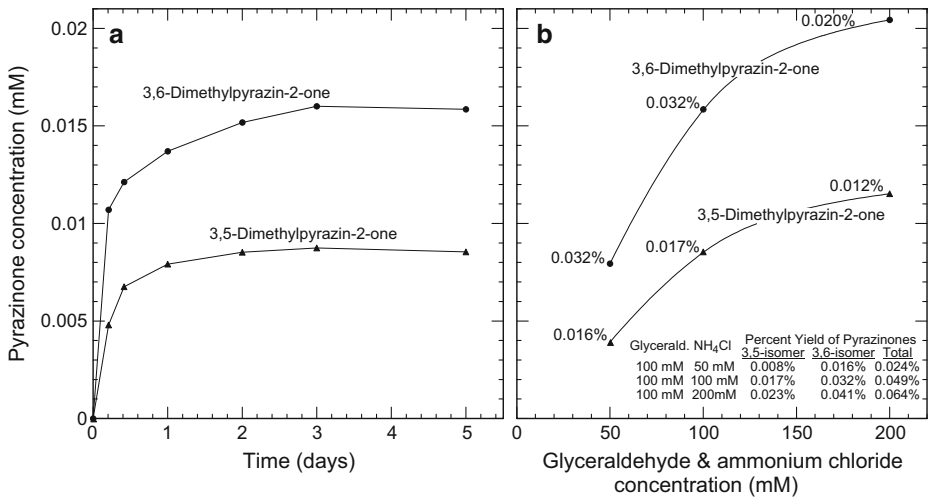 a
Pyrazinone concentration (mM)
0.02
0.015
0.01
0.005
0
3,6-Dimethylpyrazin-2-one
3,5-Dimethylpyrazin-2-one
0 1 2 3 4 5
Time (days)
b
0.020%
3,6-Dimethylpyrazin-2-one
0.032%
0.012%
3,5-Dimethylpyrazin-2-one
0.017%
0.032%
0.016%
Percent Yield of Pyrazinones
Glycerald. NH₄Cl 3,5-isomer 3,6-isomer Total
100 mM 50 mM 0.008% 0.016% 0.024%
100 mM 100 mM 0.017% 0.032% 0.049%
100 mM 200mM 0.023% 0.041% 0.064%
0 50 100 150 200
Glyceraldehyde & ammonium chloride
concentration (mM)